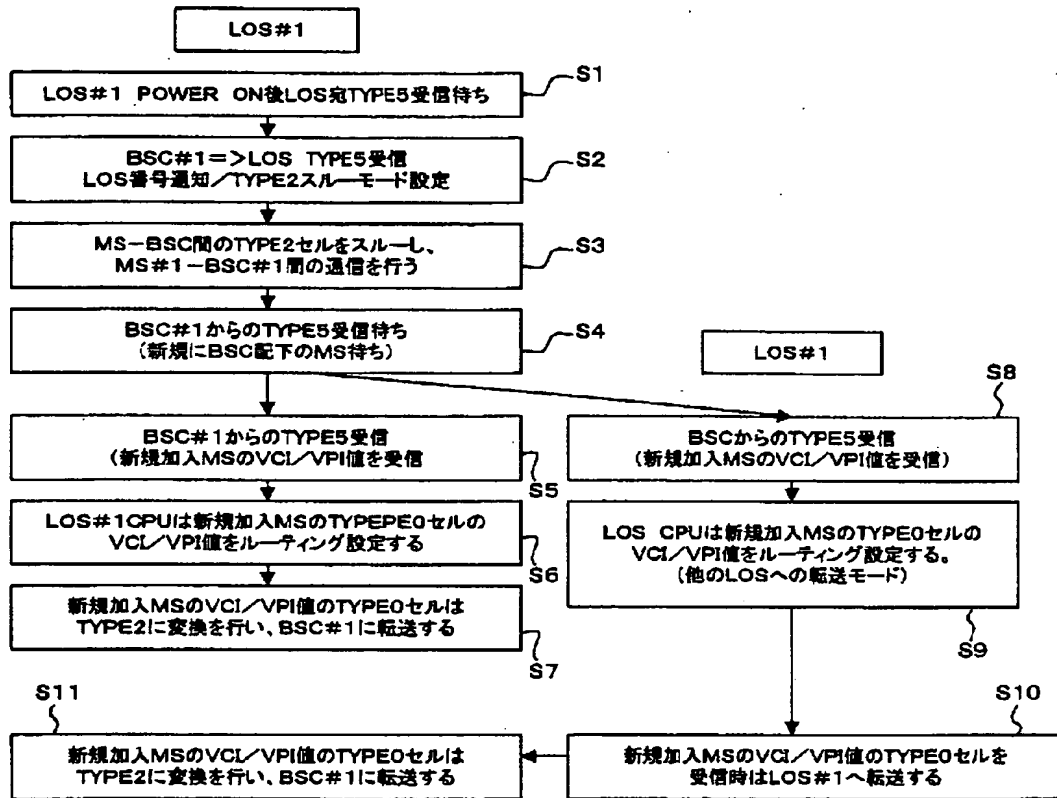 LOS#1
LOS#1 POWER ON後LOS宛TYPE5受信待ち
S1
BSC#1=>LOS TYPE5受信
LOS番号通知/TYPE2スルーモード設定
S2
MS-BSC間のTYPE2セルをスルーし、
MS#1-BSC#1間の通信を行う
S3
BSC#1からのTYPE5受信待ち
(新規にBSC配下のMS待ち)
S4
LOS#1
S8
BSC#1からのTYPE5受信
(新規加入MSのVCI/VPI値を受信
S5
BSCからのTYPE5受信
(新規加入MSのVCI/VPI値を受信)
LOS#1CPUは新規加入MSのTYPEPE0セルの
VCI/VPI値をルーティング設定する
S6
LOS CPUは新規加入MSのTYPE0セルの
VCI/VPI値をルーティング設定する。
(他のLOSへの転送モード)
S9
新規加入MSのVCI/VPI値のTYPE0セルは
TYPE2に変換を行い、BSC#1に転送する
S7
S11
S10
新規加入MSのVCI/VPI値のTYPE0セルは
TYPE2に変換を行い、BSC#1に転送する
新規加入MSのVCI/VPI値のTYPE0セルを
受信時はLOS#1へ転送する